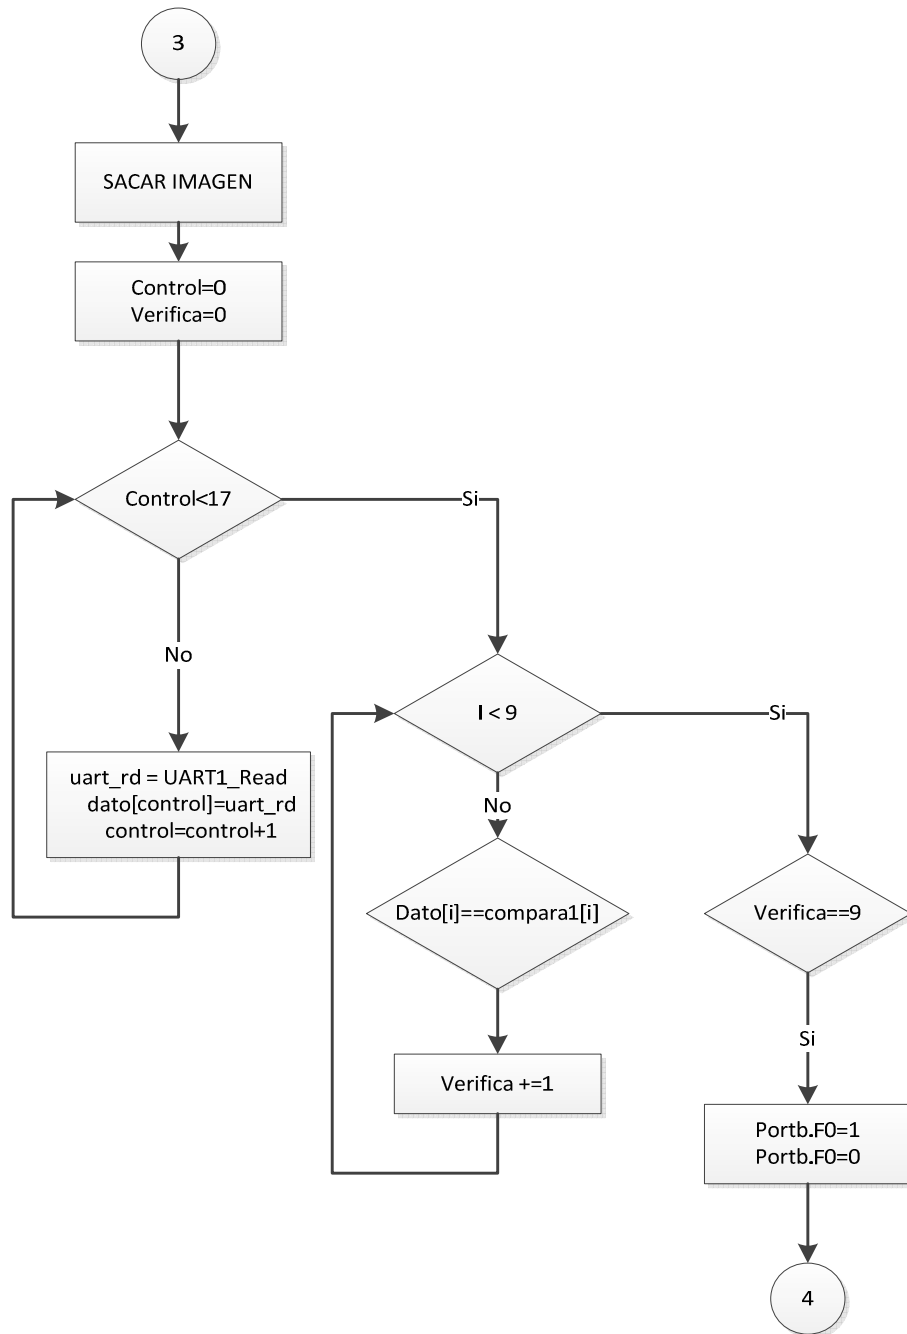 3
SACAR IMAGEN
Control=0
Verifica=0
Control<17
Si
No
uart_rd = UART1_Read
dato[control]=uart_rd
control=control+1
I < 9
Si
No
Dato[i]==compara1[i]
Verifica +=1
Verifica==9
Si
Portb.F0=1
Portb.F0=0
4